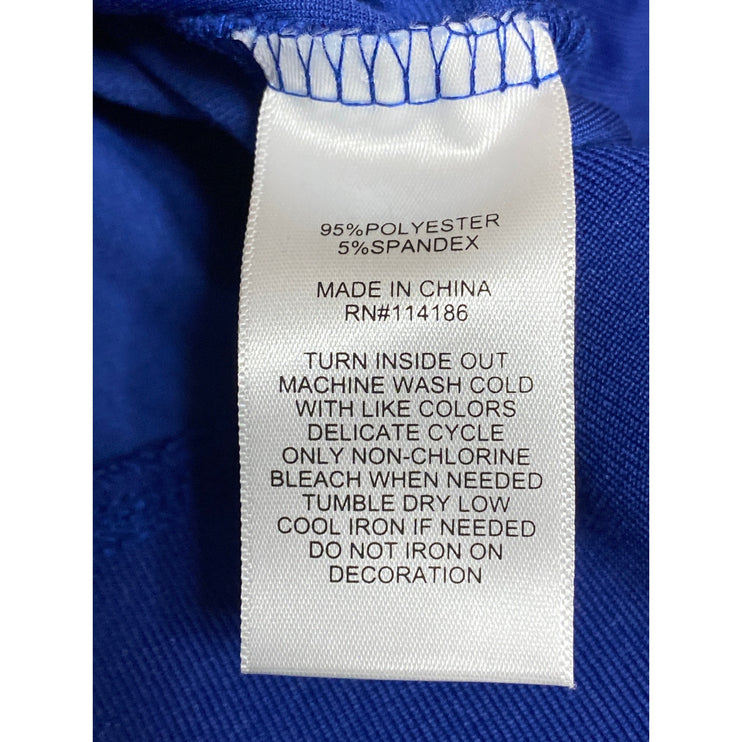 95%POLYESTER
5%SPANDEX
MADE IN CHINA
RN#114186
TURN INSIDE OUT
MACHINE WASH COLD
WITH LIKE COLORS
DELICATE CYCLE
ONLY NON-CHLORINE
BLEACH WHEN NEEDED
TUMBLE DRY LOW
COOL IRON IF NEEDED
DO NOT IRON ON
DECORATION